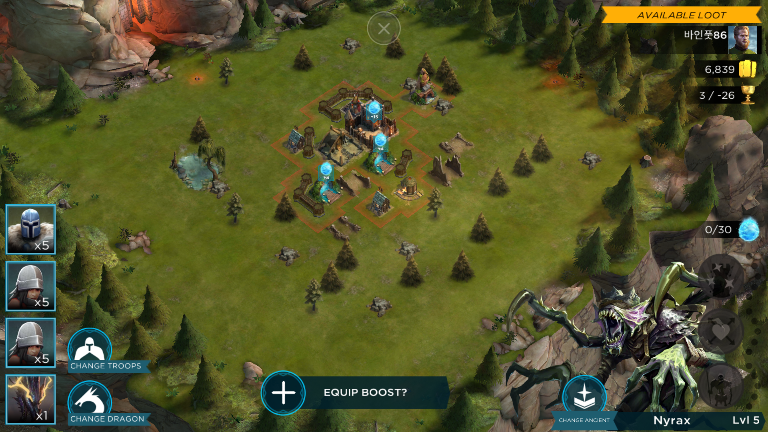 AVAILABLE LOOT
바인풋86
6,839
3 / -26
0/30
x5
x5
x5
x1
CHANGE TROOPS
CHANGE DRAGON
EQUIP BOOST?
CHANGE ANCIENT
Nyrax
Lvl 5